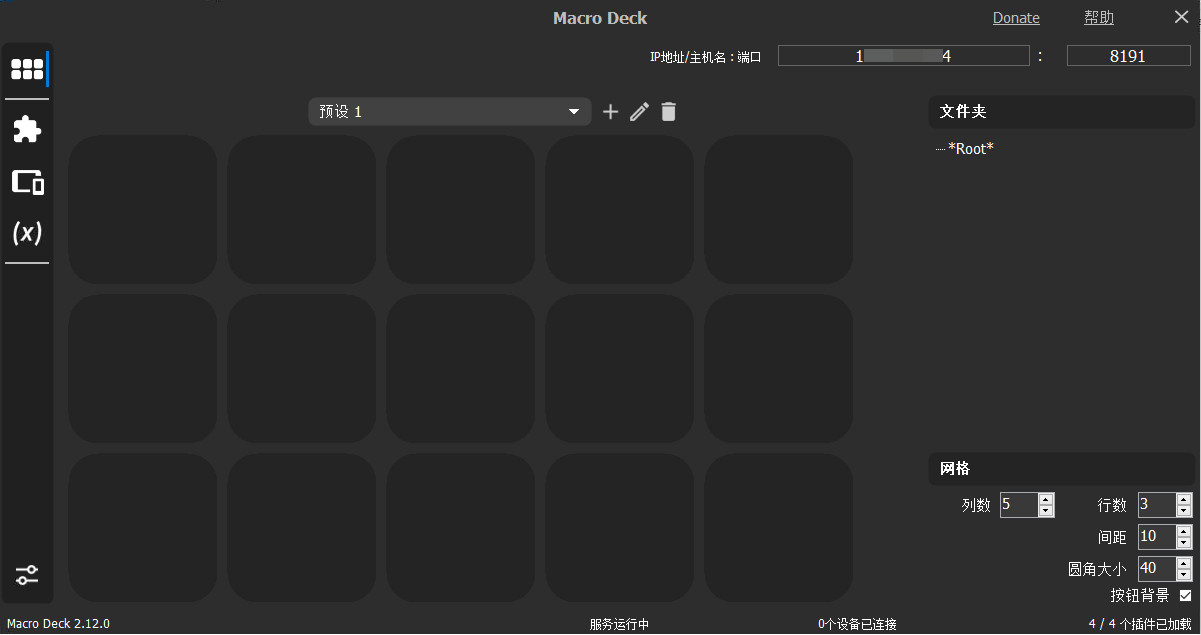 Macro Deck
Donate 帮助
IP地址/主机名 : 端口 : 8191
预设 1
文件夹
*Root*
(x)
网格
列数 5 行数 3
间距 10
圆角大小 40
按钮背景
Macro Deck 2.12.0 服务运行中 0个设备已连接 4 / 4 个插件已加载